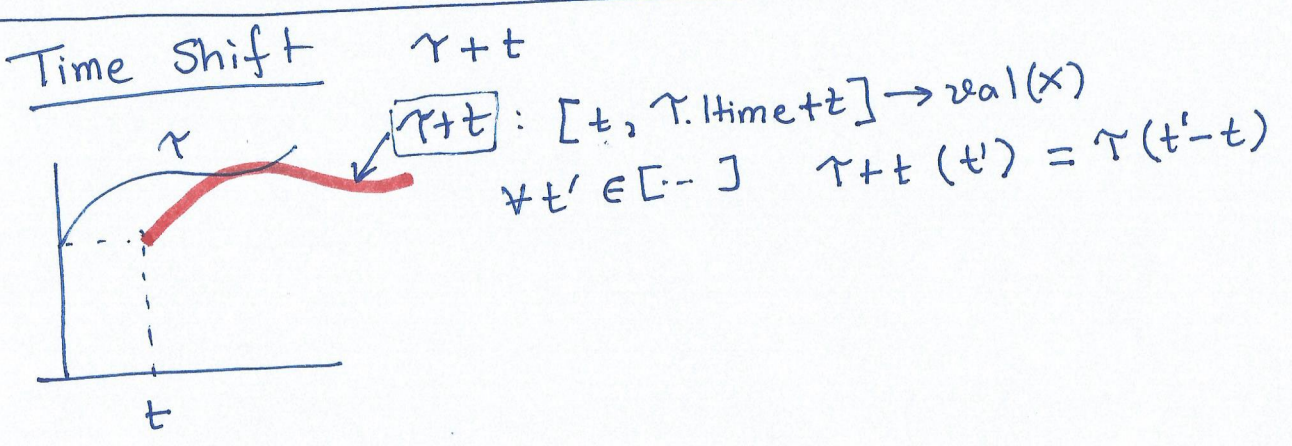 Time Shift τ+t
τ+t : [t, τ.ltime+t] → val(X)
∀t' ∈ [.. ] τ+t (t') = τ(t'-t)
τ
t